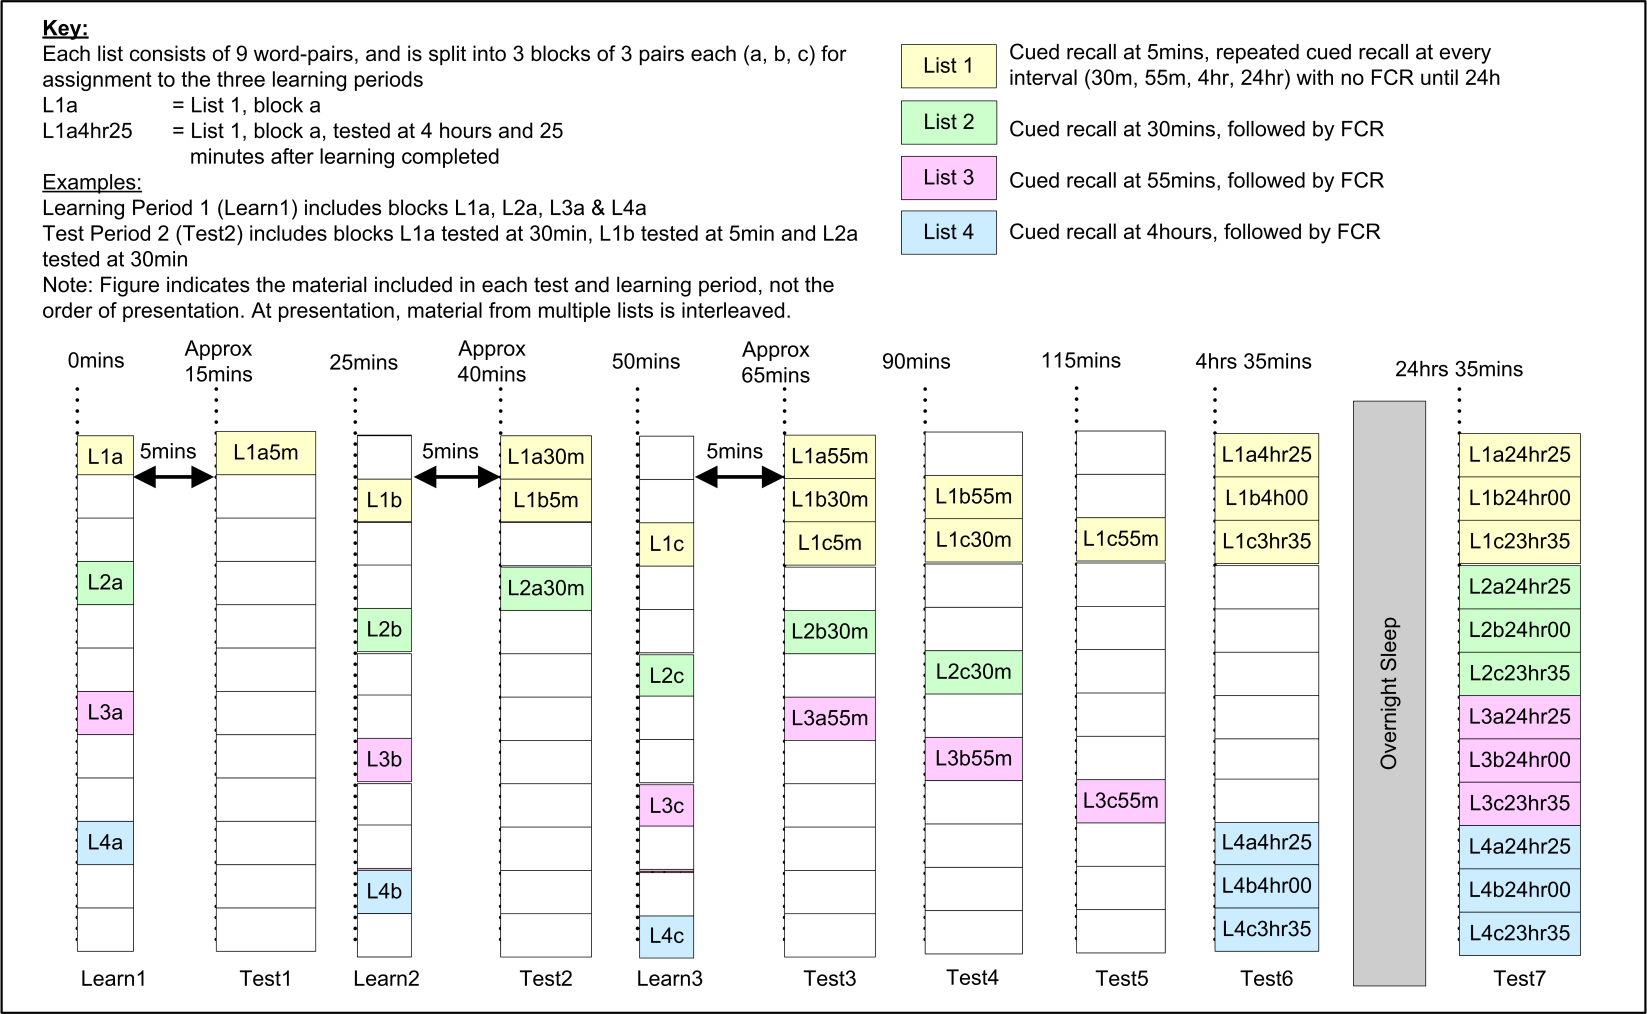 Key:
Each list consists of 9 word-pairs, and is split into 3 blocks of 3 pairs each (a, b, c) for
assignment to the three learning periods
L1a = List 1, block a
L1a4hr25 = List 1, block a, tested at 4 hours and 25
minutes after learning completed
Examples:
Learning Period 1 (Learn1) includes blocks L1a, L2a, L3a & L4a
Test Period 2 (Test2) includes blocks L1a tested at 30min, L1b tested at 5min and L2a
tested at 30min
Note: Figure indicates the material included in each test and learning period, not the
order of presentation. At presentation, material from multiple lists is interleaved.
List 1
Cued recall at 5mins, repeated cued recall at every
interval (30m, 55m, 4hr, 24hr) with no FCR until 24h
List 2
Cued recall at 30mins, followed by FCR
List 3
Cued recall at 55mins, followed by FCR
List 4
Cued recall at 4hours, followed by FCR
0mins
L1a
L2a
L3a
L4a
Learn1
5mins
Approx
15mins
L1a5m
Test1
25mins
L1b
L2b
L3b
L4b
Learn2
5mins
Approx
40mins
L1a30m
L1b5m
L2a30m
Test2
50mins
L1c
L2c
L3c
L4c
Learn3
5mins
Approx
65mins
L1a55m
L1b30m
L1c5m
L2b30m
L3a55m
Test3
90mins
L1b55m
L1c30m
L2c30m
L3b55m
Test4
115mins
L1c55m
L3c55m
Test5
4hrs 35mins
L1a4hr25
L1b4h00
L1c3hr35
L4a4hr25
L4b4hr00
L4c3hr35
Test6
Overnight Sleep
24hrs 35mins
L1a24hr25
L1b24hr00
L1c23hr35
L2a24hr25
L2b24hr00
L2c23hr35
L3a24hr25
L3b24hr00
L3c23hr35
L4a24hr25
L4b24hr00
L4c23hr35
Test7